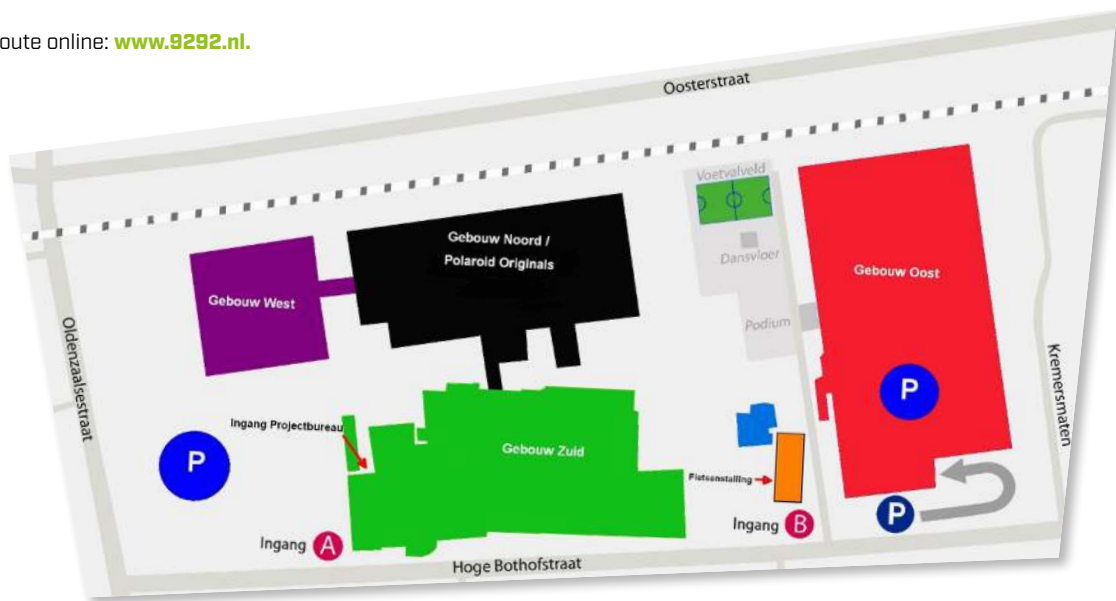 oute online: www.9292.nl.
Oosterstraat
Voetvalveld
Gebouw Noord /
Polaroid Originals
Dansvloer
Gebouw Oost
Gebouw West
Podium
Oldenzaalsestraat
Kremersmaten
P
Ingang Projectbureau
Gebouw Zuid
P
Fietsenstalling
P
Ingang A
Ingang B
Hoge Bothofstraat